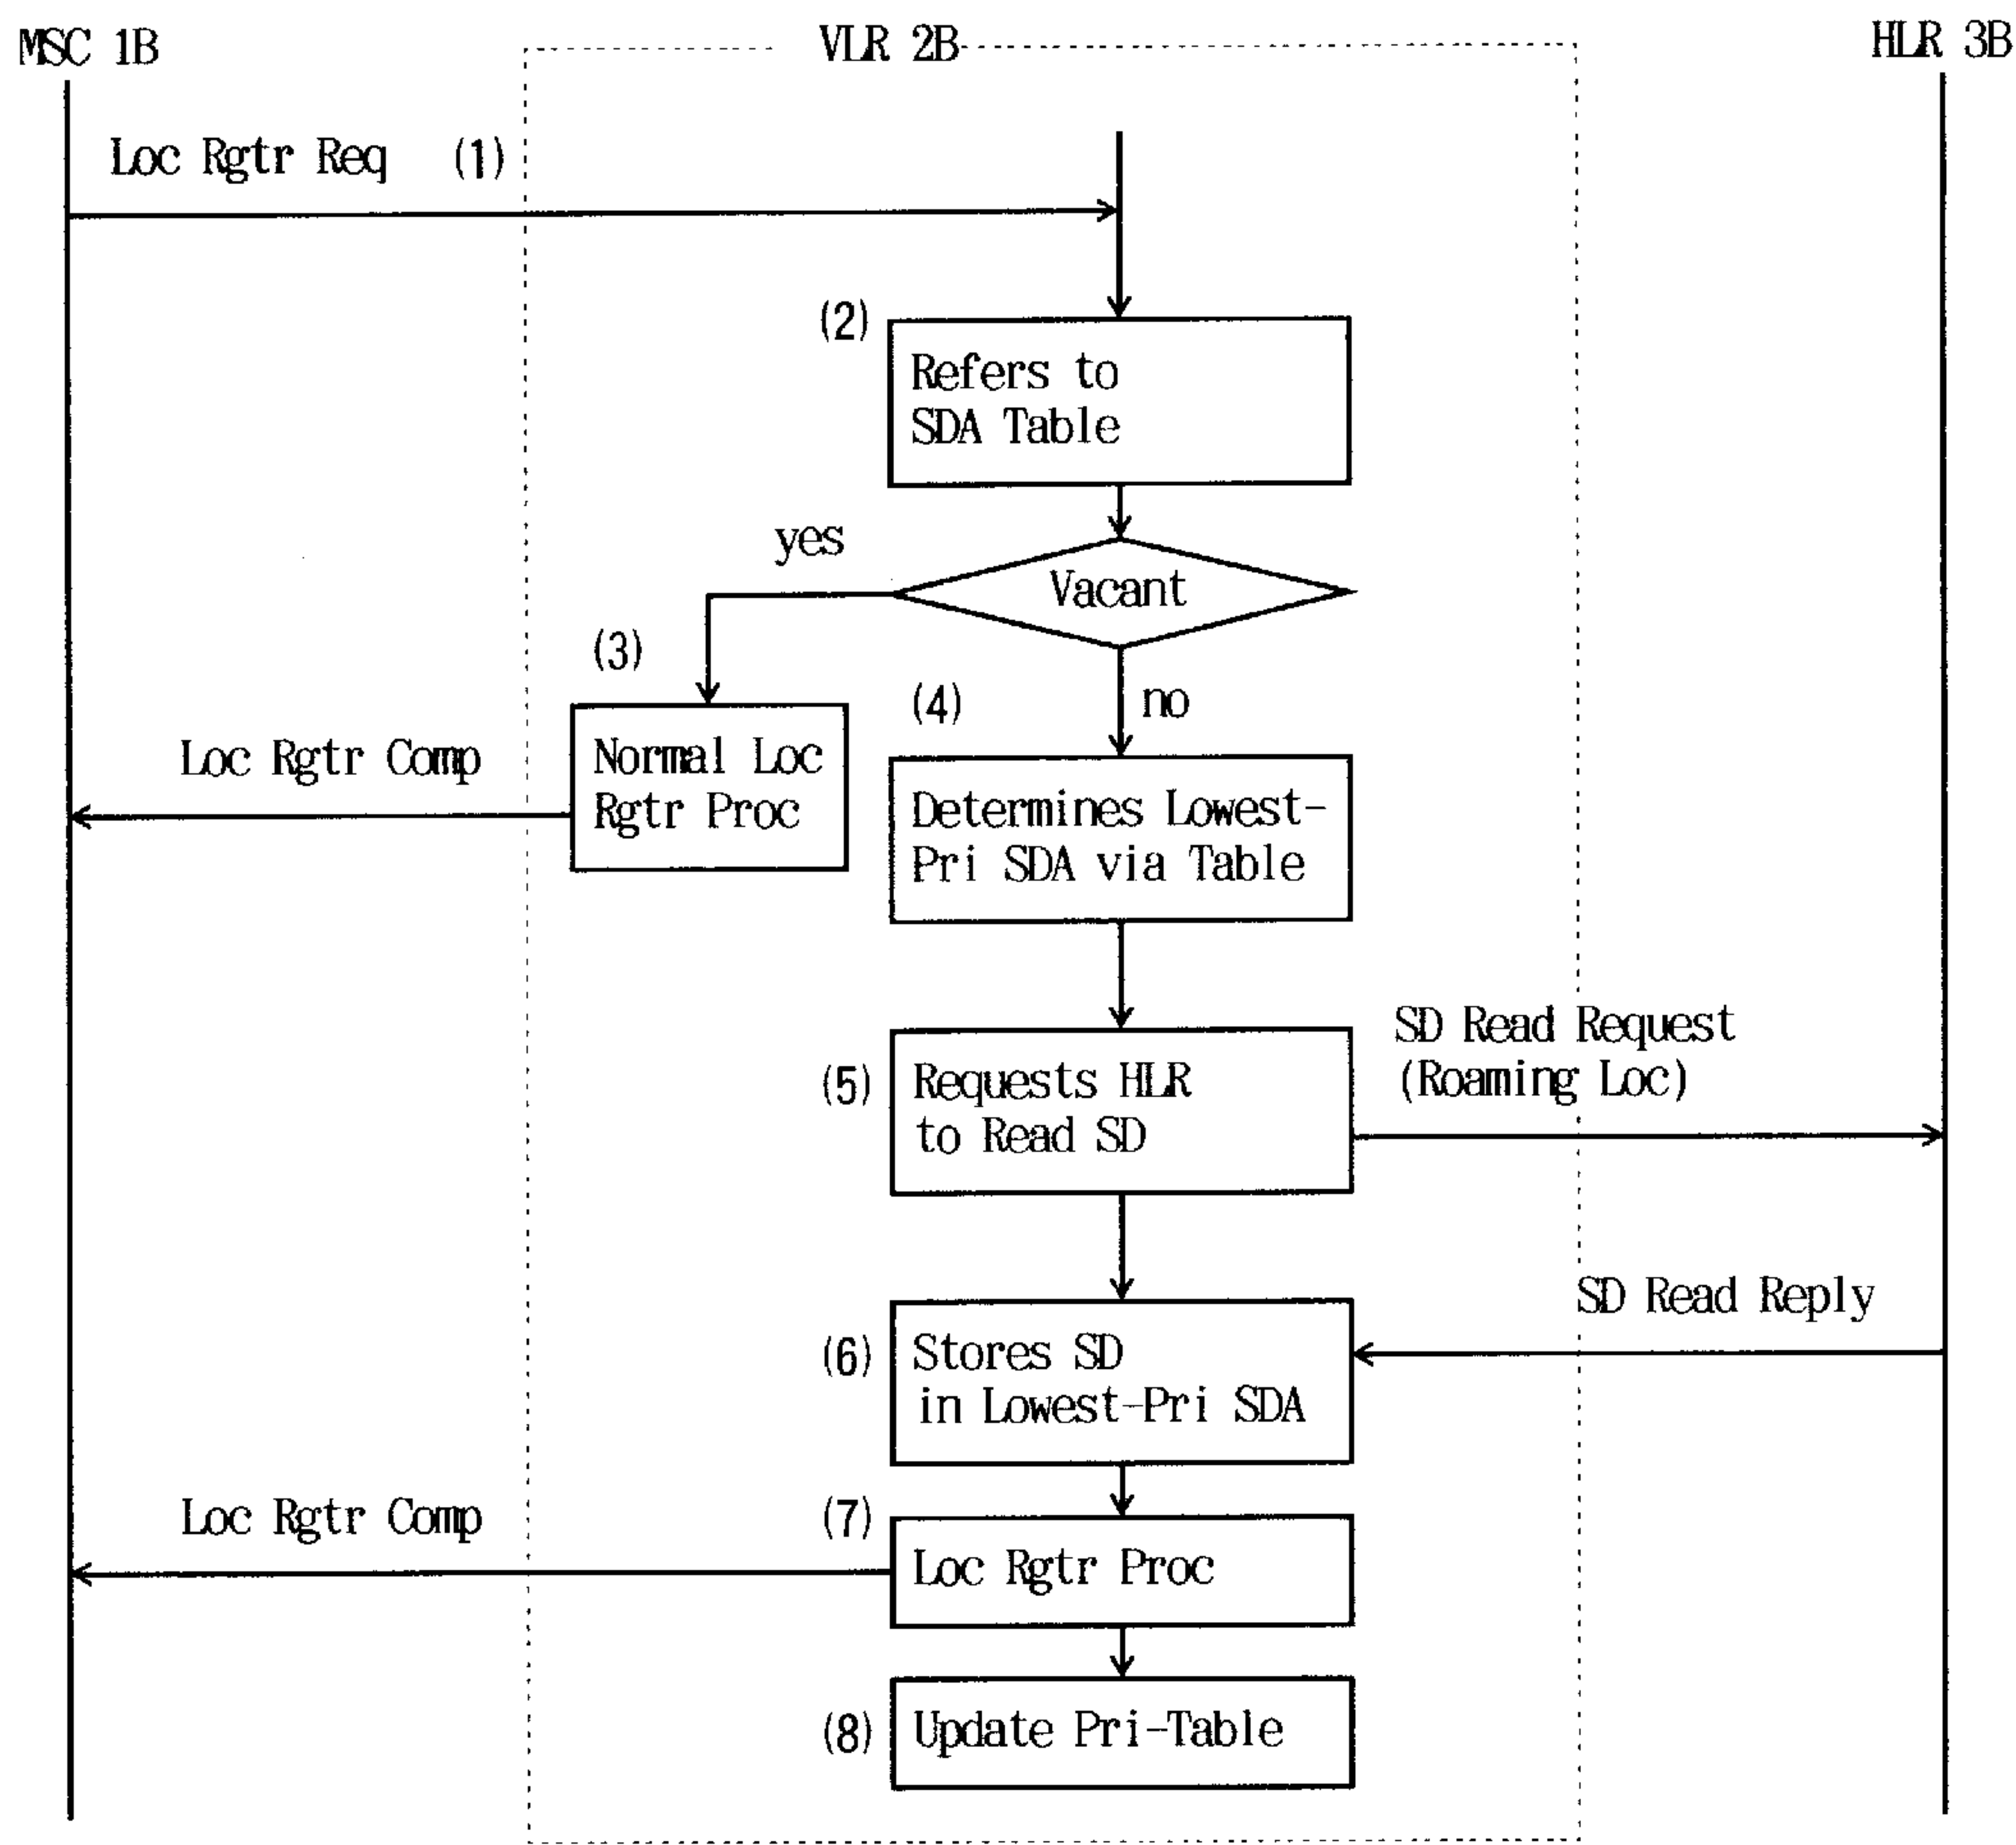 MSC 1B
VLR 2B
HLR 3B
Loc Rgtr Req (1)
(2)
Refers to
SDA Table
yes
Vacant
(3)
(4)
no
Loc Rgtr Comp
Normal Loc
Rgtr Proc
Determines Lowest-
Pri SDA via Table
SD Read Request
(Roaming Loc)
(5)
Requests HLR
to Read SD
SD Read Reply
(6)
Stores SD
in Lowest-Pri SDA
Loc Rgtr Comp
(7)
Loc Rgtr Proc
(8)
Update Pri-Table